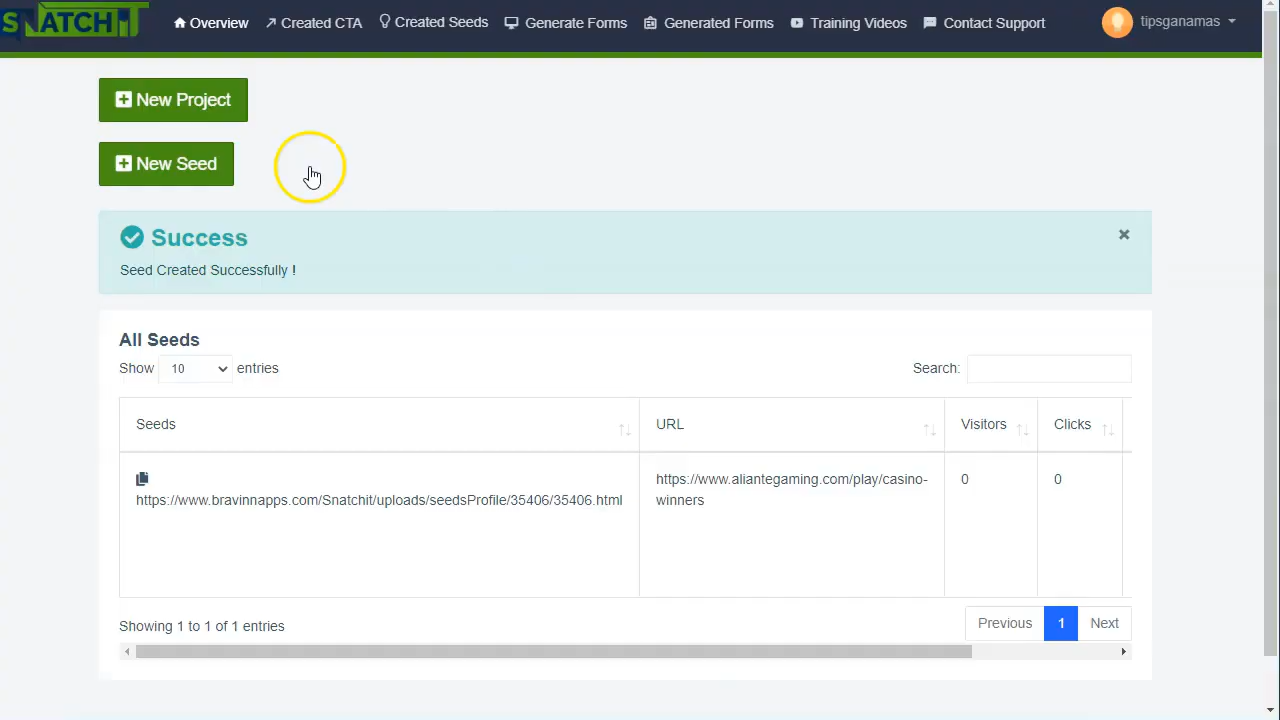 SNATCHIT
Overview Created CTA Created Seeds Generate Forms Generated Forms Training Videos Contact Support tipsganamas
New Project
New Seed
Success
Seed Created Successfully !
All Seeds
Show 10 entries Search:
Seeds URL Visitors Clicks
https://www.aliantegaming.com/play/casino- 0 0
https://www.bravinnapps.com/Snatchit/uploads/seedsProfile/35406/35406.html winners
Showing 1 to 1 of 1 entries Previous 1 Next